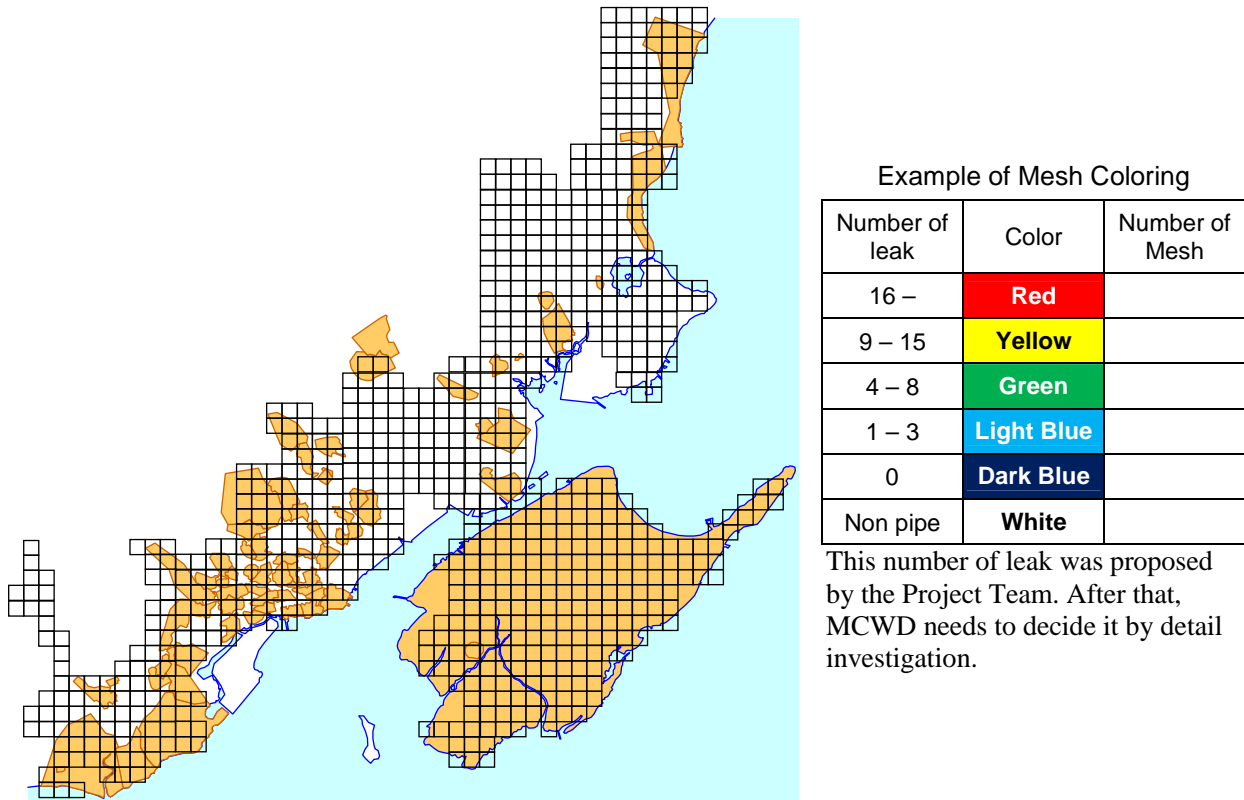 Example of Mesh Coloring
Number of leak Color Number of Mesh
16 – Red
9 – 15 Yellow
4 – 8 Green
1 – 3 Light Blue
0 Dark Blue
Non pipe White
This number of leak was proposed
by the Project Team. After that,
MCWD needs to decide it by detail
investigation.